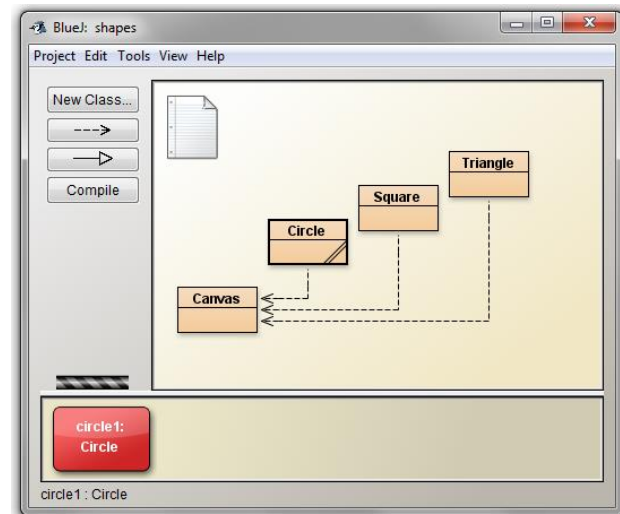 BlueJ: shapes
Project Edit Tools View Help
New Class...
Compile
Triangle
Square
Circle
Canvas
circle1:
Circle
circle1 : Circle